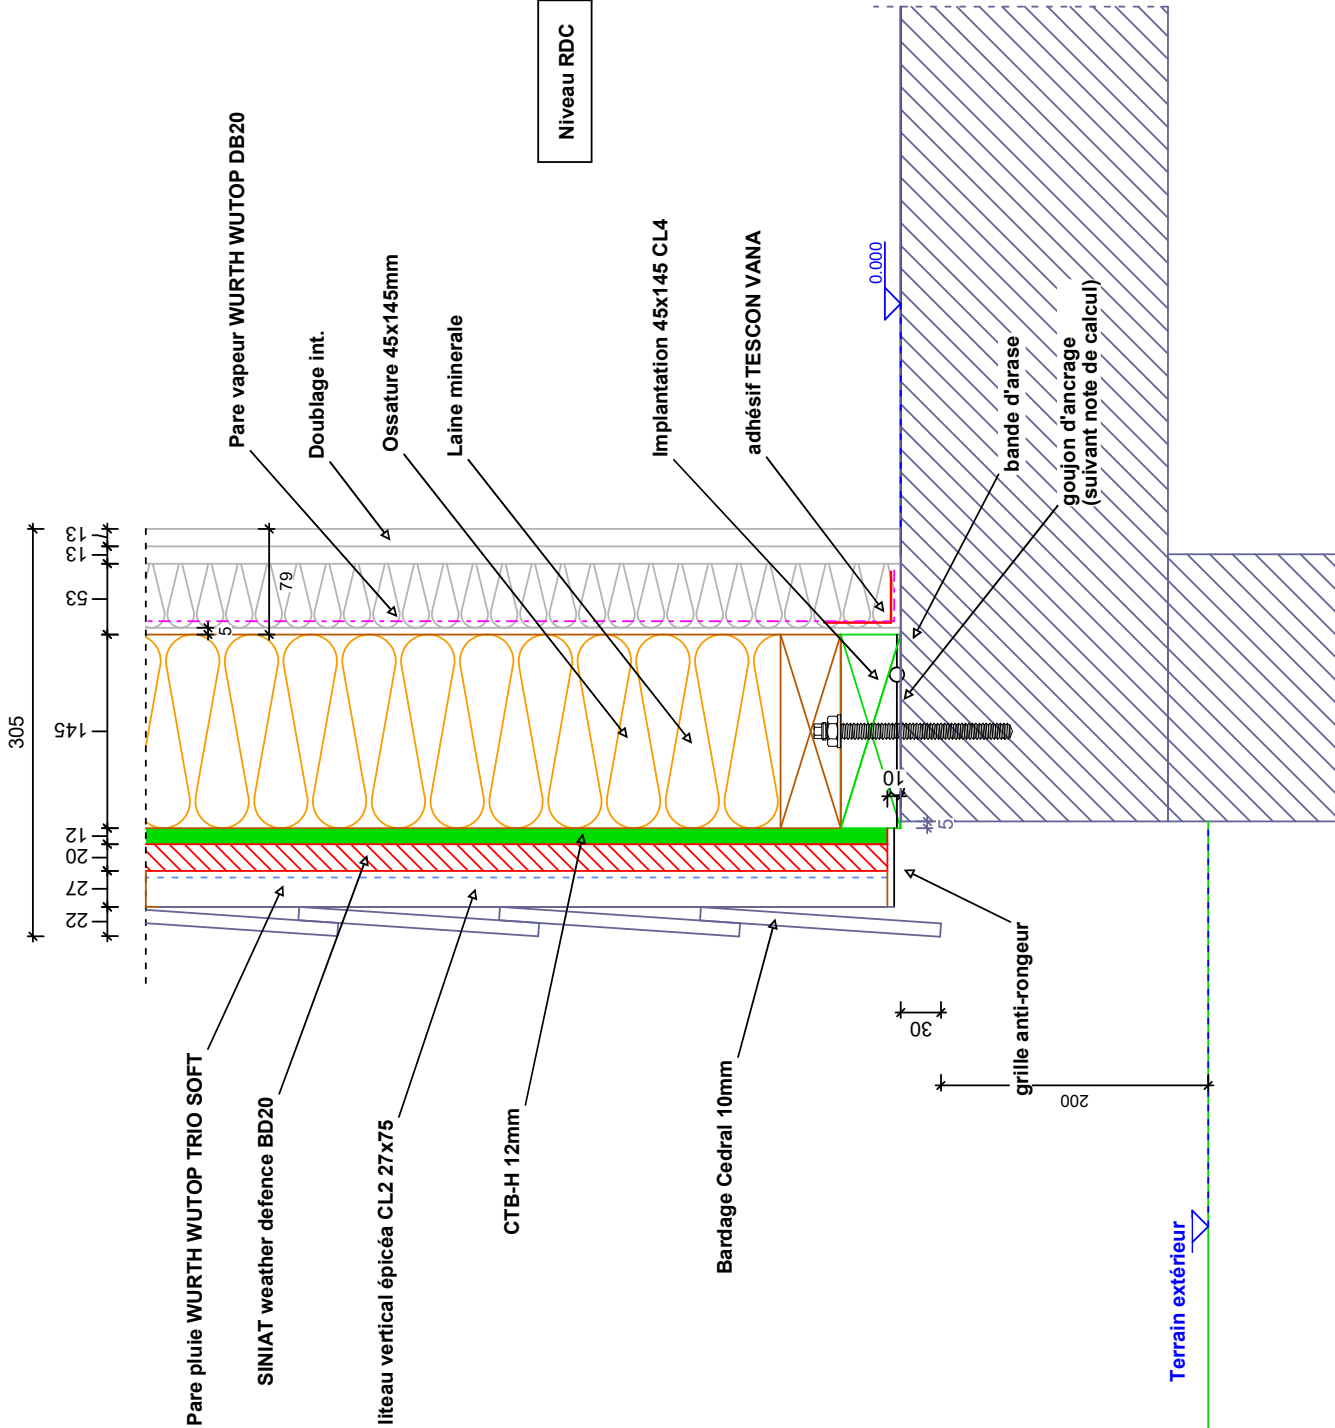 Niveau RDC
Pare vapeur WURTH WUTOP DB20
Doublage int.
Ossature 45x145mm
Laine minerale
Implantation 45x145 CL4
adhésif TESCON VANA
0.000
bande d'arase
goujon d'ancrage
(suivant note de calcul)
305
13
13
53
145
12
20
27
22
79
5
10
5
30
200
Pare pluie WURTH WUTOP TRIO SOFT
SINIAT weather defence BD20
liteau vertical épicéa CL2 27x75
CTB-H 12mm
Bardage Cedral 10mm
grille anti-rongeur
Terrain extérieur